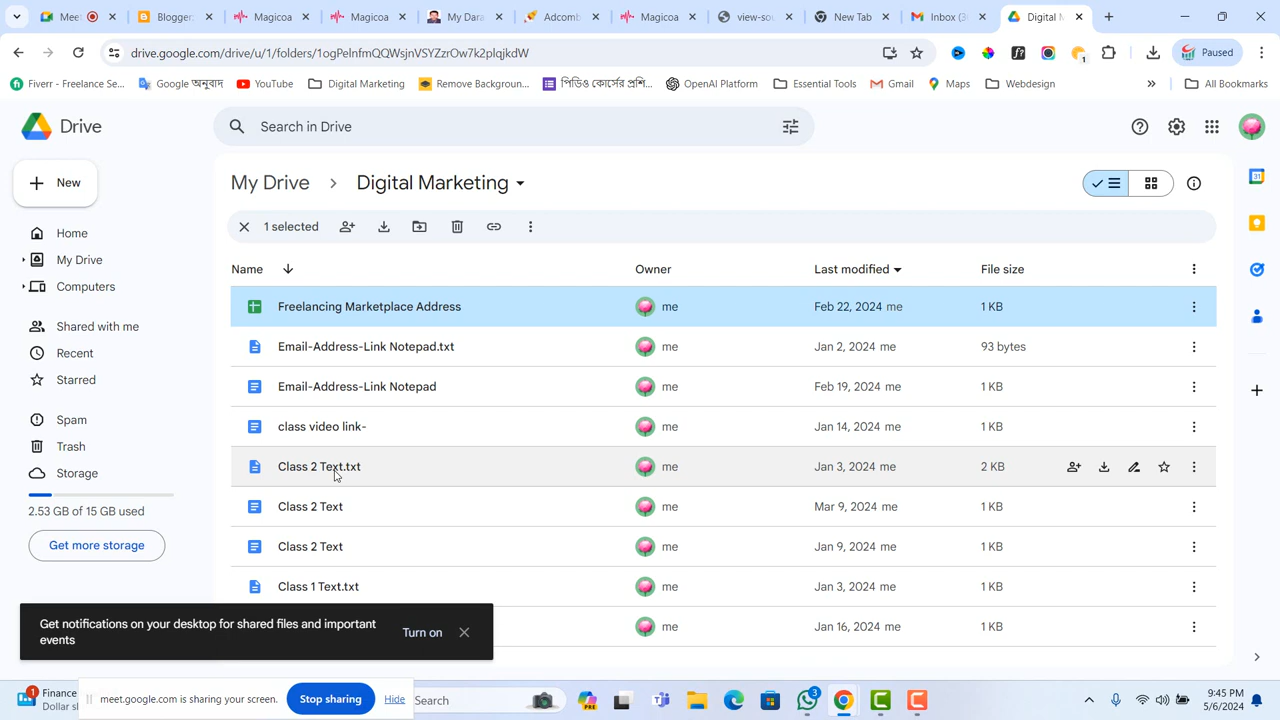 Meet
Blogger:
Magicoa
Magicoa
My Dam
Adcomb
Magicoa
view-sou
New Tab
Inbox (3
Digital M
drive.google.com/drive/u/1/folders/1ogPeInfmQQWsjnVSYZzrOw7k2pIqjkdW
1
Paused
Fiverr - Freelance Se...
Google অনুবাদ
YouTube
Digital Marketing
Remove Backgroun...
পিডিও কোর্সের প্রশি...
OpenAI Platform
Essential Tools
Gmail
Maps
Webdesign
All Bookmarks
Drive
Search in Drive
New
My Drive
Digital Marketing
1 selected
Home
My Drive
Computers
Shared with me
Recent
Starred
Spam
Trash
Storage
2.53 GB of 15 GB used
Get more storage
Name Owner Last modified File size
Freelancing Marketplace Address me Feb 22, 2024 me 1 KB
Email-Address-Link Notepad.txt me Jan 2, 2024 me 93 bytes
Email-Address-Link Notepad me Feb 19, 2024 me 1 KB
class video link- me Jan 14, 2024 me 1 KB
Class 2 Text.txt me Jan 3, 2024 me 2 KB
Class 2 Text me Mar 9, 2024 me 1 KB
Class 2 Text me Jan 9, 2024 me 1 KB
Class 1 Text.txt me Jan 3, 2024 me 1 KB
me Jan 16, 2024 me 1 KB
31
Get notifications on your desktop for shared files and important
events
Turn on
1
Finance
Dollar sl
meet.google.com is sharing your screen.
Stop sharing
Hide
Search
PRE
3
9:45 PM
5/6/2024